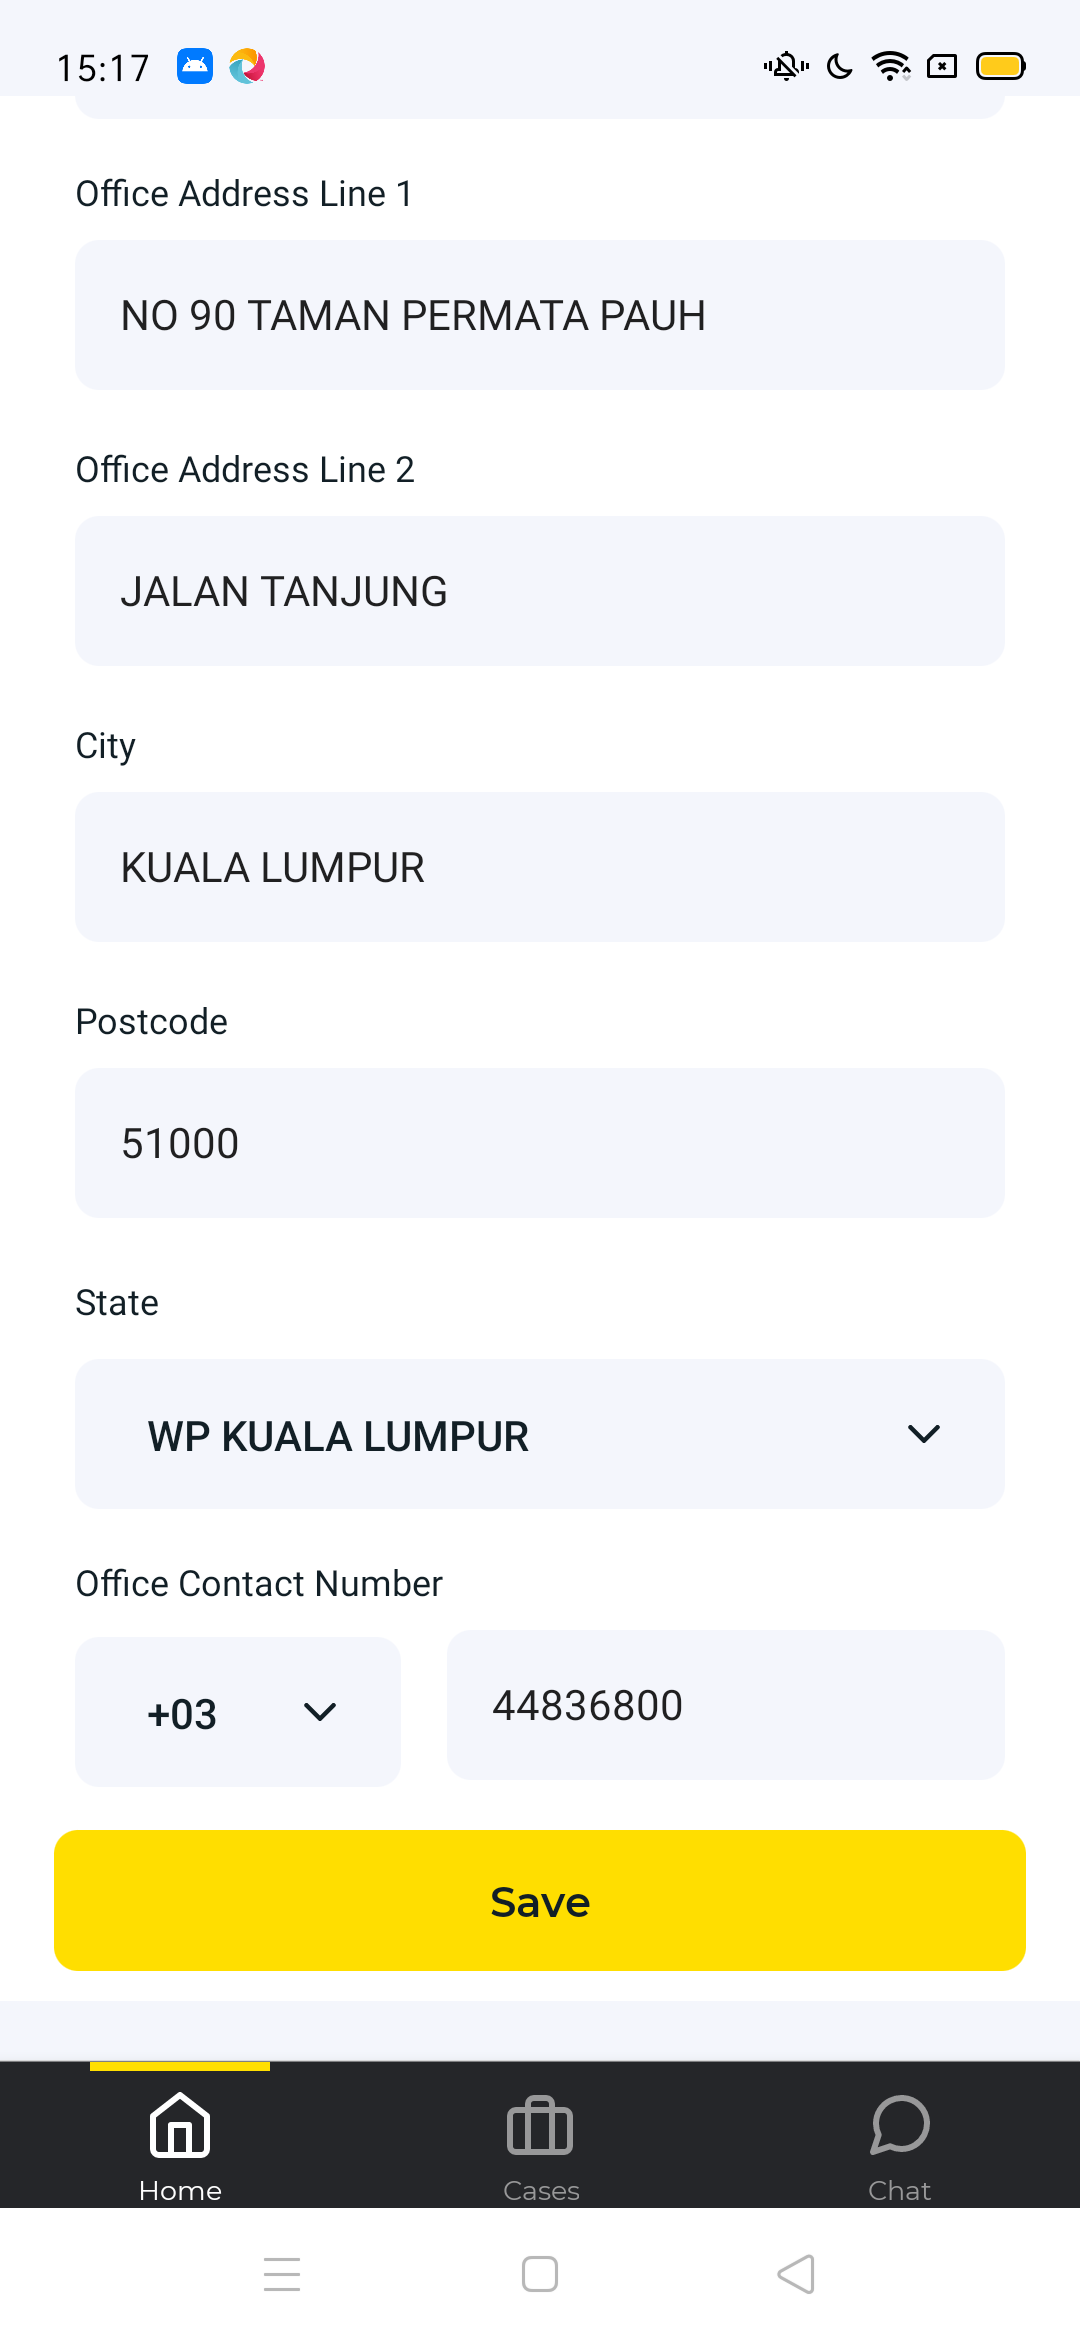 15:17
Office Address Line 1
NO 90 TAMAN PERMATA PAUH
Office Address Line 2
JALAN TANJUNG
City
KUALA LUMPUR
Postcode
51000
State
WP KUALA LUMPUR
Office Contact Number
+03 44836800
Save
Home Cases Chat